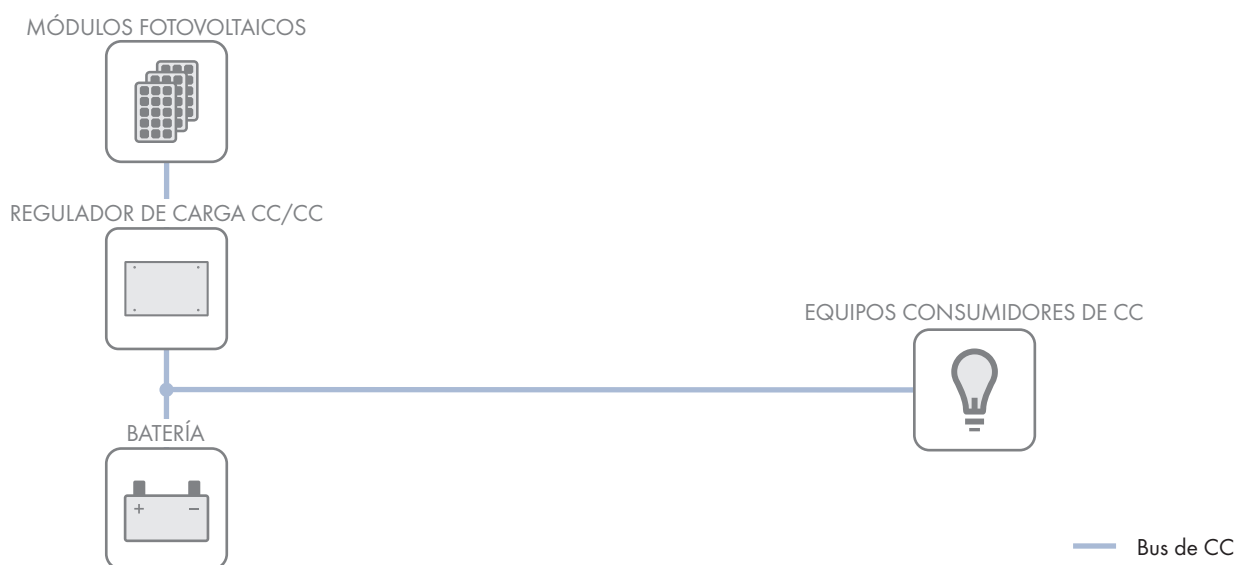 MÓDULOS FOTOVOLTAICOS
REGULADOR DE CARGA CC/CC
EQUIPOS CONSUMIDORES DE CC
BATERÍA
+ −
Bus de CC